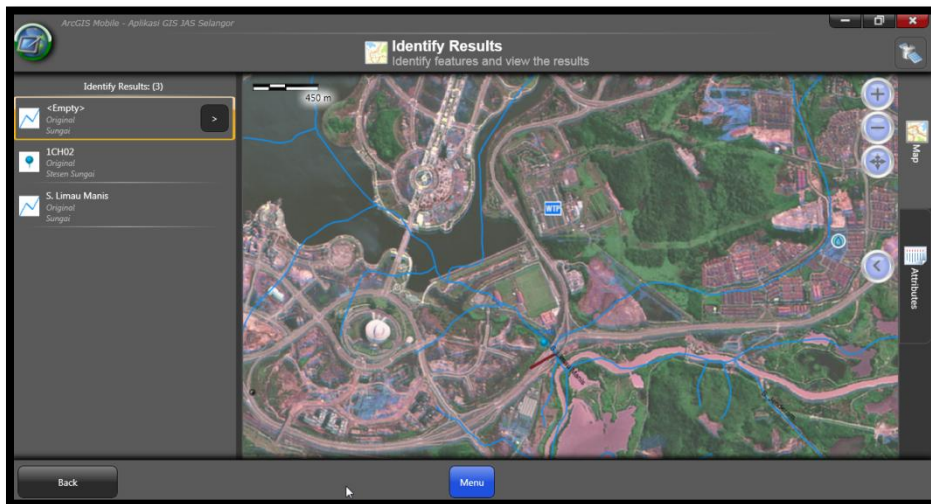 ArcGIS Mobile - Aplikasi GIS JAS Selangor
Identify Results
Identify features and view the results
Identify Results: (3)
<Empty>
Original
Sungai
>
1CH02
Original
Stesen Sungai
S. Limau Manis
Original
Sungai
450 m
WTP
Map
Attributes
Back
Menu